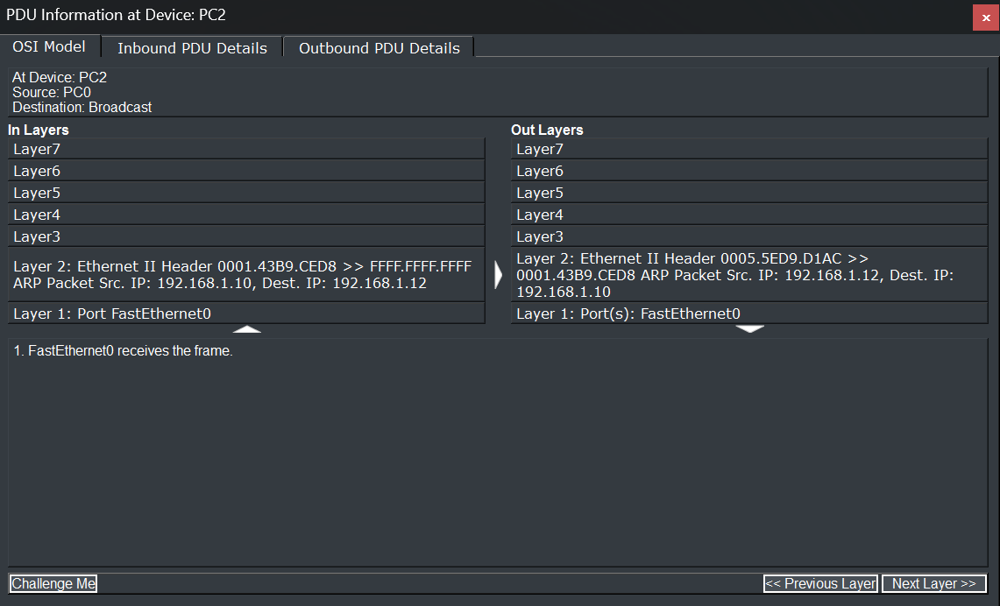 PDU Information at Device: PC2
x
OSI Model
Inbound PDU Details
Outbound PDU Details
At Device: PC2
Source: PC0
Destination: Broadcast
In Layers
Layer7
Layer6
Layer5
Layer4
Layer3
Layer 2: Ethernet II Header 0001.43B9.CED8 >> FFFF.FFFF.FFFF
ARP Packet Src. IP: 192.168.1.10, Dest. IP: 192.168.1.12
Layer 1: Port FastEthernet0
Out Layers
Layer7
Layer6
Layer5
Layer4
Layer3
Layer 2: Ethernet II Header 0005.5ED9.D1AC >>
0001.43B9.CED8 ARP Packet Src. IP: 192.168.1.12, Dest. IP:
192.168.1.10
Layer 1: Port(s): FastEthernet0
1. FastEthernet0 receives the frame.
Challenge Me
<< Previous Layer
Next Layer >>